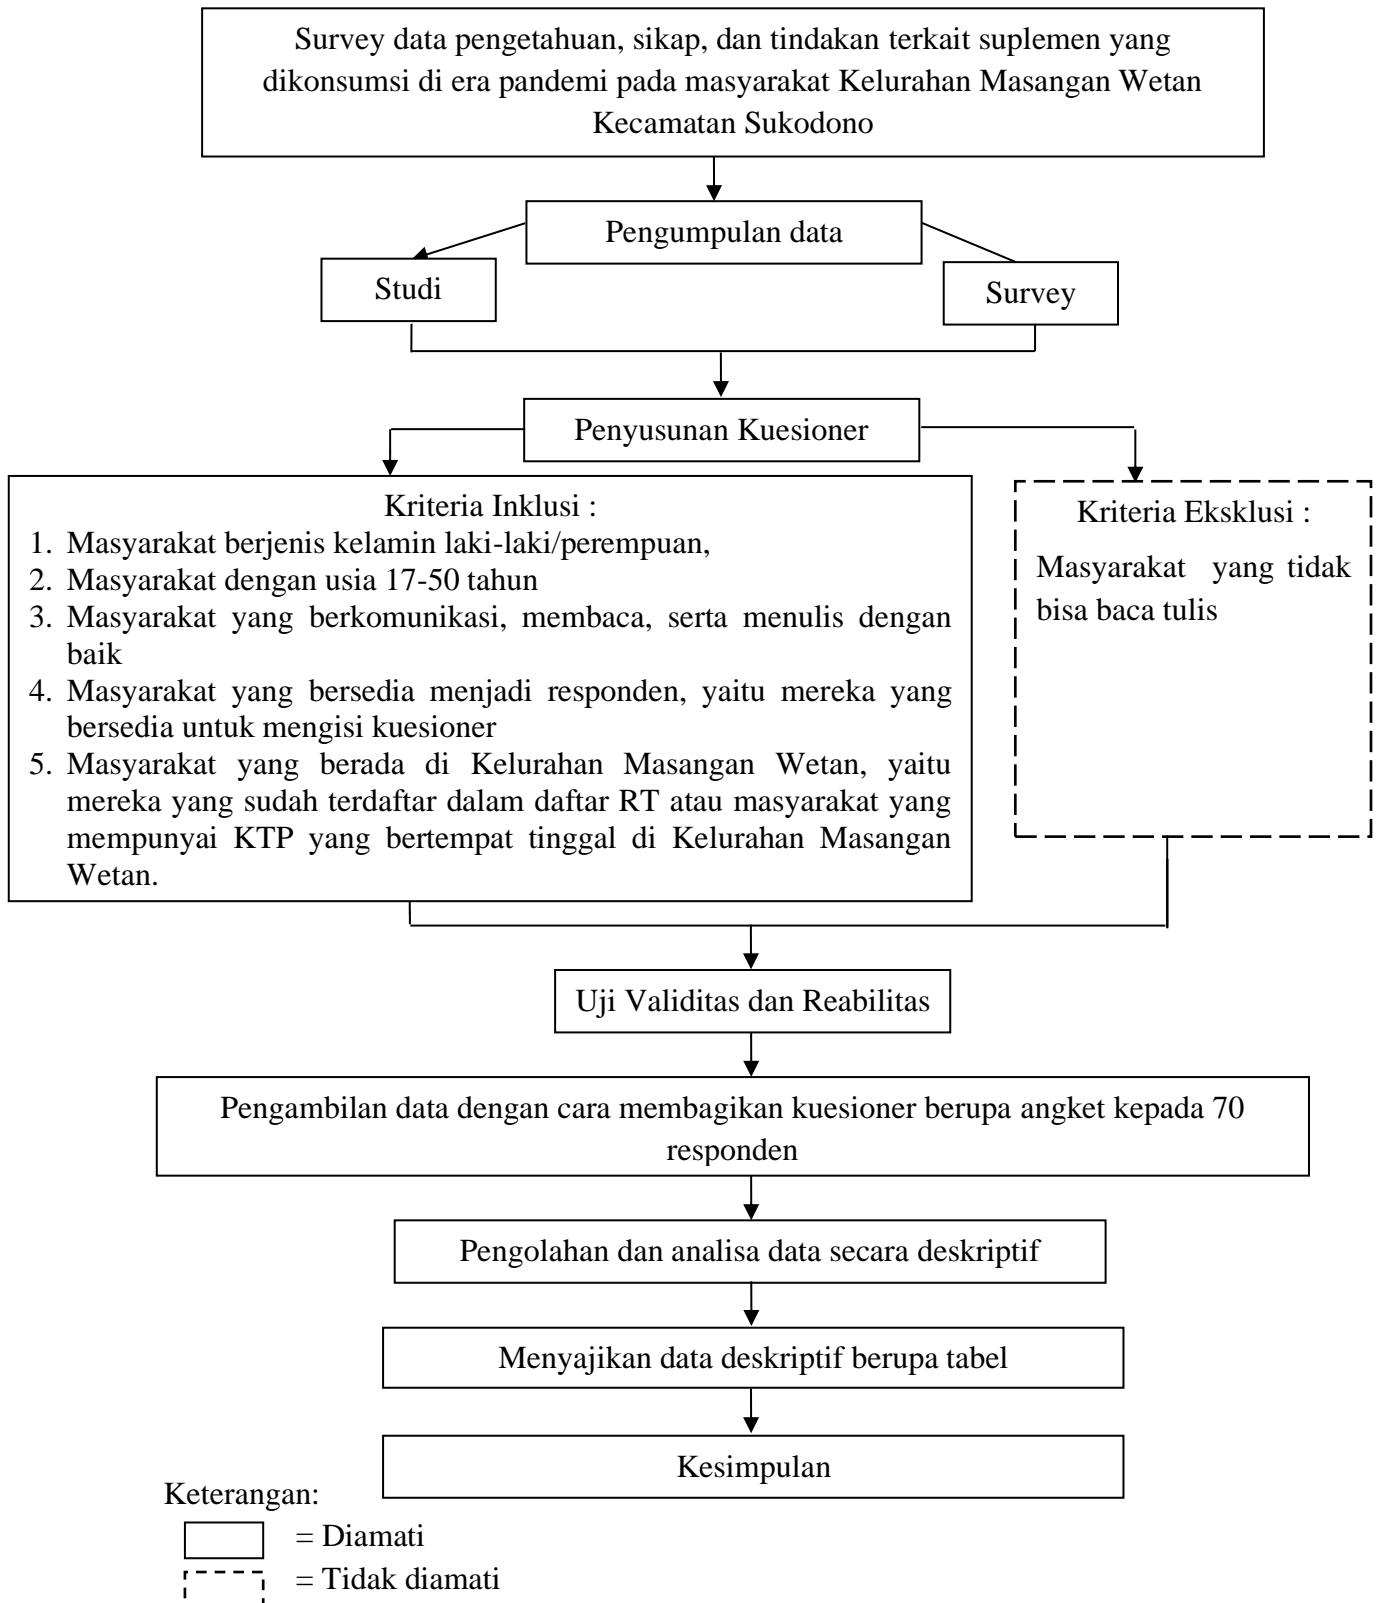 Survey data pengetahuan, sikap, dan tindakan terkait suplemen yang
dikonsumsi di era pandemi pada masyarakat Kelurahan Masangan Wetan
Kecamatan Sukodono
Pengumpulan data
Studi
Survey
Penyusunan Kuesioner
Kriteria Inklusi :
1. Masyarakat berjenis kelamin laki-laki/perempuan,
2. Masyarakat dengan usia 17-50 tahun
3. Masyarakat yang berkomunikasi, membaca, serta menulis dengan
baik
4. Masyarakat yang bersedia menjadi responden, yaitu mereka yang
bersedia untuk mengisi kuesioner
5. Masyarakat yang berada di Kelurahan Masangan Wetan, yaitu
mereka yang sudah terdaftar dalam daftar RT atau masyarakat yang
mempunyai KTP yang bertempat tinggal di Kelurahan Masangan
Wetan.
Kriteria Eksklusi :
Masyarakat yang tidak
bisa baca tulis
Uji Validitas dan Reabilitas
Pengambilan data dengan cara membagikan kuesioner berupa angket kepada 70
responden
Pengolahan dan analisa data secara deskriptif
Menyajikan data deskriptif berupa tabel
Kesimpulan
Keterangan:
= Diamati
= Tidak diamati